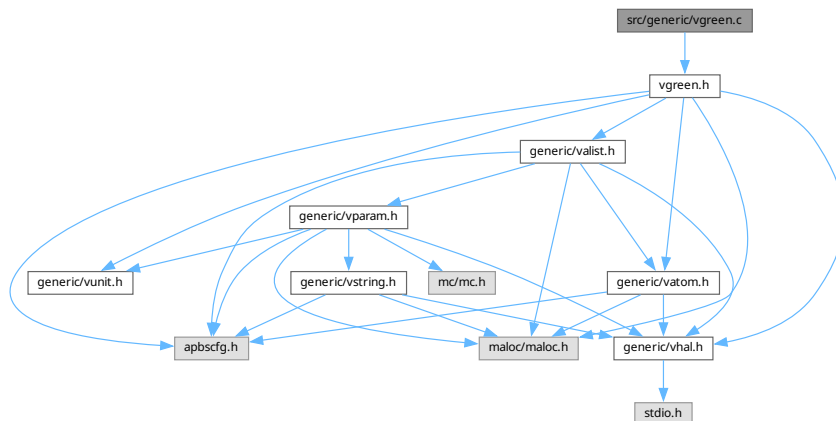 src/generic/vgreen.c
vgreen.h
generic/valist.h
generic/vparam.h
generic/vunit.h
generic/vstring.h
mc/mc.h
generic/vatom.h
apbscfg.h
maloc/maloc.h
generic/vhal.h
stdio.h